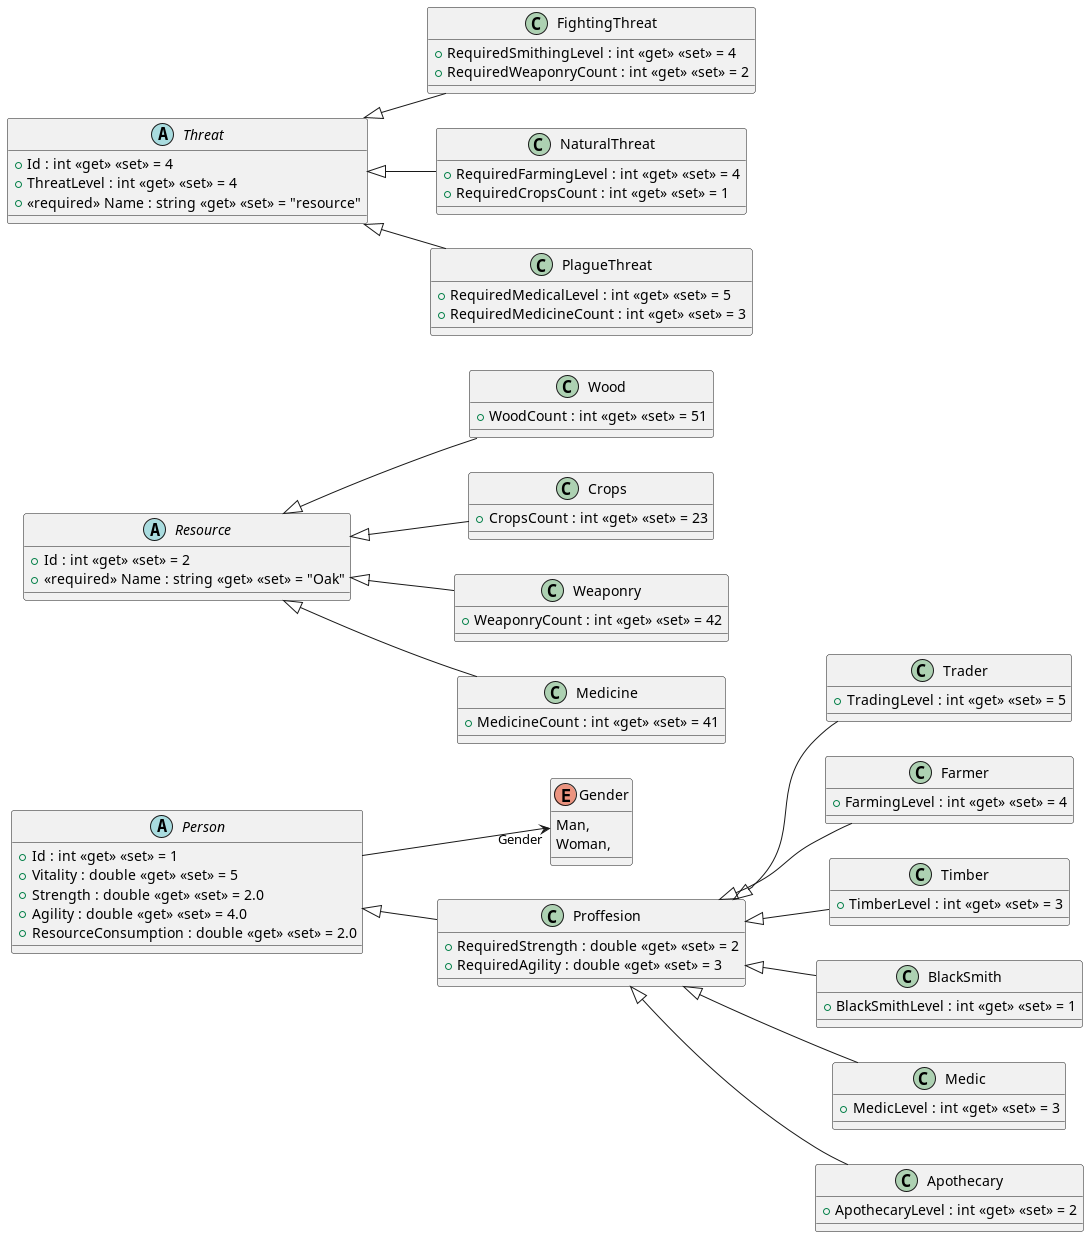 C FightingThreat
RequiredSmithingLevel : int «get» «set» = 4
RequiredWeaponryCount : int «get» «set» = 2
A Threat
Id : int «get» «set» = 4
ThreatLevel : int «get» «set» = 4
«required» Name : string «get» «set» = "resource"
C NaturalThreat
RequiredFarmingLevel : int «get» «set» = 4
RequiredCropsCount : int «get» «set» = 1
C PlagueThreat
RequiredMedicalLevel : int «get» «set» = 5
RequiredMedicineCount : int «get» «set» = 3
C Wood
WoodCount : int «get» «set» = 51
C Crops
CropsCount : int «get» «set» = 23
A Resource
Id : int «get» «set» = 2
«required» Name : string «get» «set» = "Oak"
C Weaponry
WeaponryCount : int «get» «set» = 42
C Medicine
MedicineCount : int «get» «set» = 41
C Trader
TradingLevel : int «get» «set» = 5
C Farmer
FarmingLevel : int «get» «set» = 4
E Gender
Man,
Woman,
Gender
A Person
Id : int «get» «set» = 1
Vitality : double «get» «set» = 5
Strength : double «get» «set» = 2.0
Agility : double «get» «set» = 4.0
ResourceConsumption : double «get» «set» = 2.0
C Proffesion
RequiredStrength : double «get» «set» = 2
RequiredAgility : double «get» «set» = 3
C Timber
TimberLevel : int «get» «set» = 3
C BlackSmith
BlackSmithLevel : int «get» «set» = 1
C Medic
MedicLevel : int «get» «set» = 3
C Apothecary
ApothecaryLevel : int «get» «set» = 2